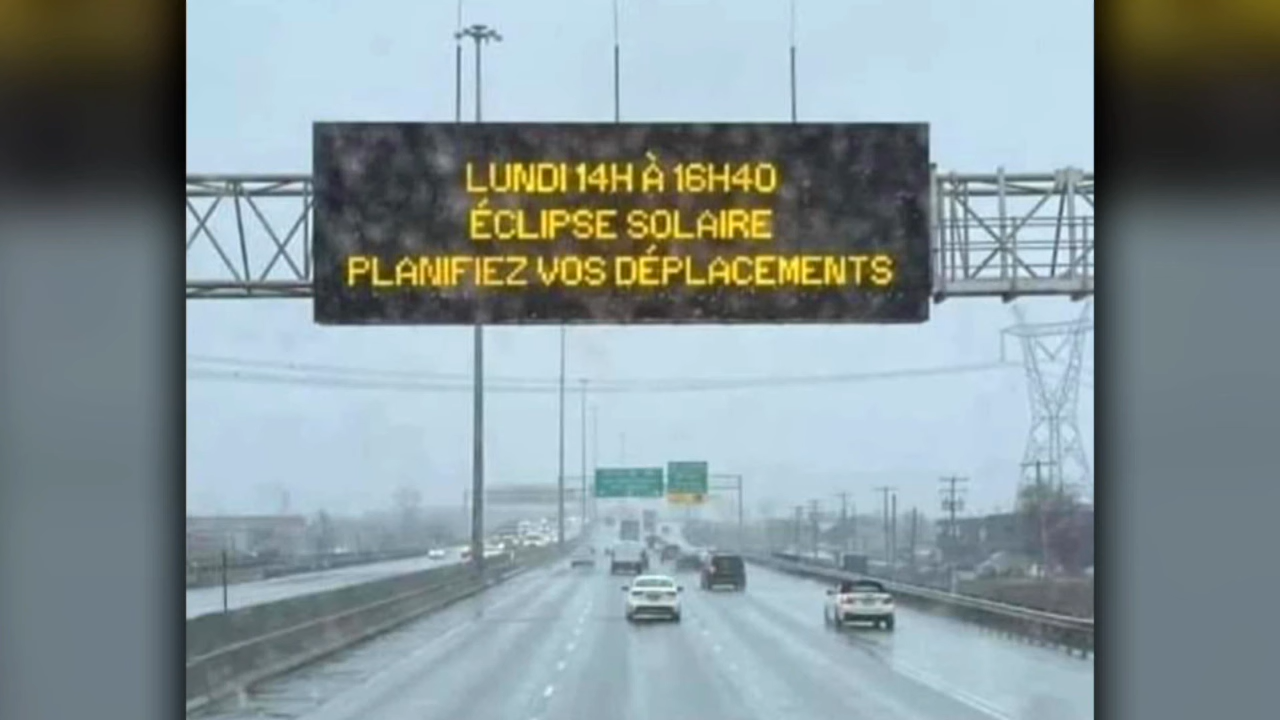 LUNDI 14H À 16H40
ÉCLIPSE SOLAIRE
PLANIFIEZ VOS DÉPLACEMENTS